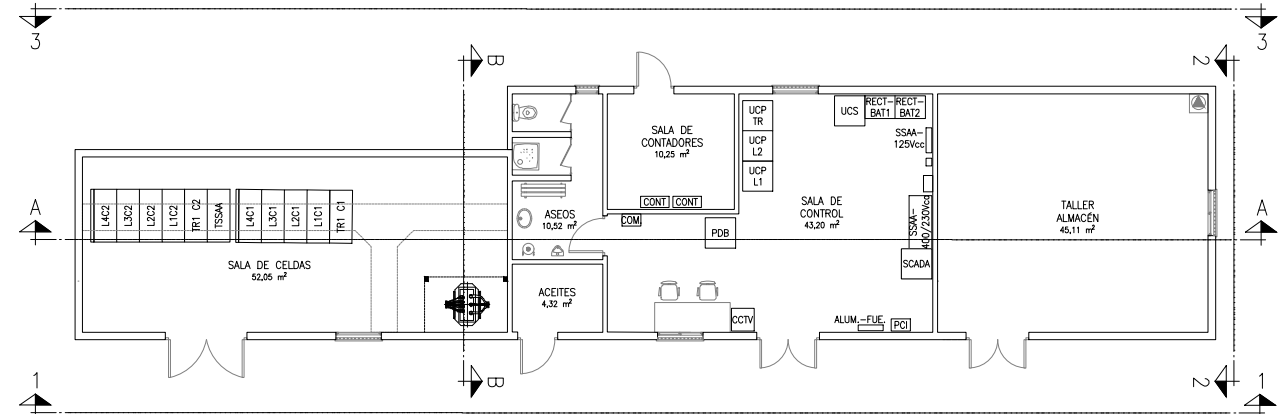 3
3
B
2
UCP
TR
UCP
L2
UCP
L1
UCS
RECT-
BAT1
RECT-
BAT2
SSAA-
125Vcc
SALA DE
CONTADORES
10,25 m²
CONT
CONT
A
A
L4C2
L3C2
L2C2
L1C2
TR1 C2
TSSAA
L4C1
L3C1
L2C1
L1C1
TR1 C1
ASEOS
10,52 m²
COM
PDB
SALA DE
CONTROL
43,20 m²
SSAA-
400/230Vca
SCADA
TALLER
ALMACÉN
45,11 m²
SALA DE CELDAS
52,05 m²
ACEITES
4,32 m²
CCTV
ALUM.-FUE.
PCI
1
B
2
1